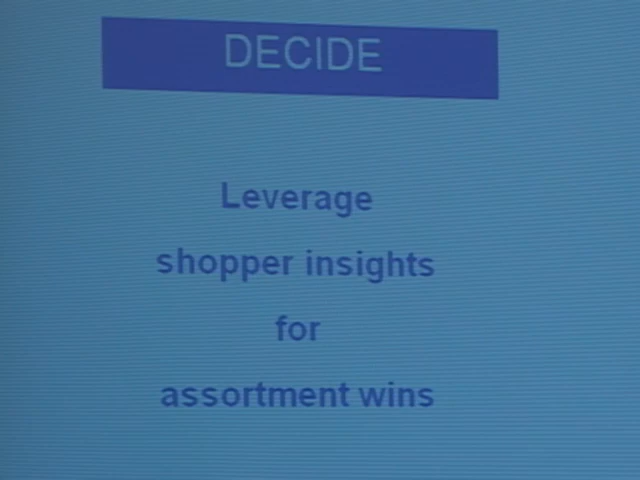 DECIDE
Leverage
shopper insights
for
assortment wins